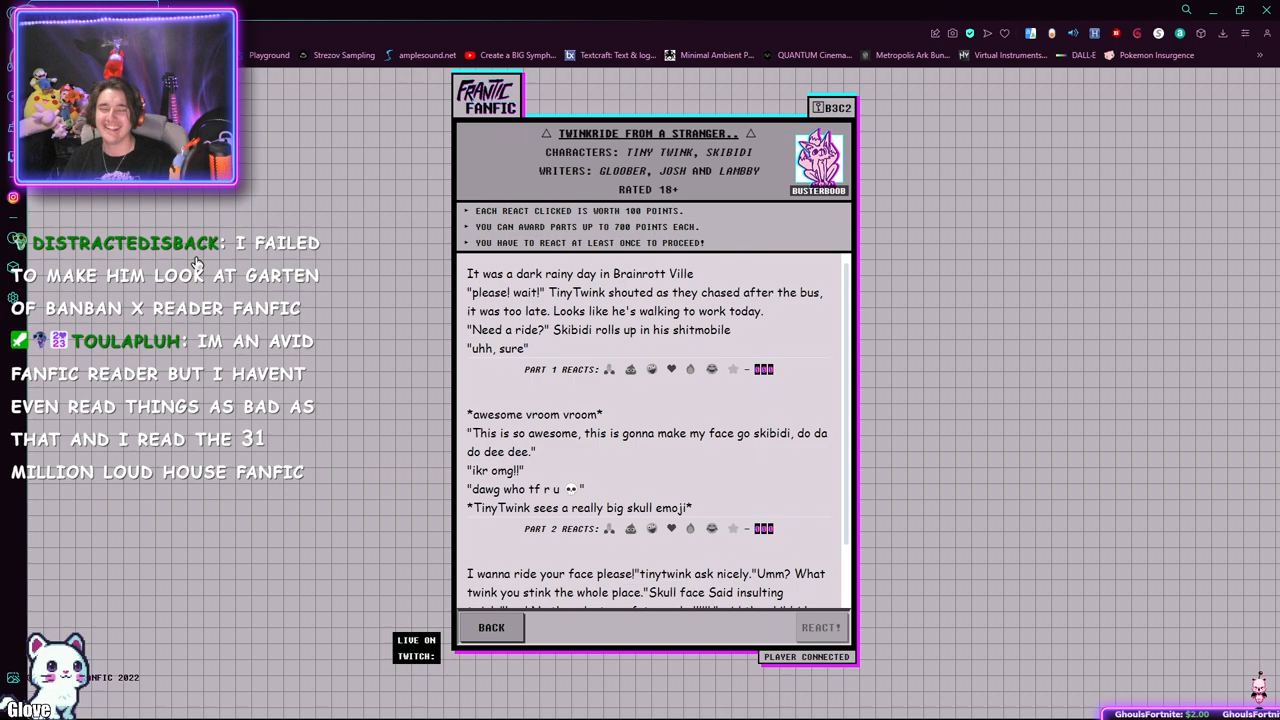 Playground
Strezov Sampling
amplesound.net
Create a BIG Symph...
Textcraft: Text & log...
Minimal Ambient P...
QUANTUM Cinema...
Metropolis Ark Bun...
Virtual Instruments...
DALL·E
Pokemon Insurgence
FRANTIC
FANFIC
B3C2
TWINKRIDE FROM A STRANGER..
CHARACTERS: TINY TWINK, SKIBIDI
WRITERS: GLOOBER, JOSH AND LAMBBY
RATED 18+
BUSTERBOOB
EACH REACT CLICKED IS WORTH 100 POINTS.
YOU CAN AWARD PARTS UP TO 700 POINTS EACH.
YOU HAVE TO REACT AT LEAST ONCE TO PROCEED!
DISTRACTEDISBACK: I FAILED
TO MAKE HIM LOOK AT GARTEN
OF BANBAN X READER FANFIC
TOULAPLUH: IM AN AVID
FANFIC READER BUT I HAVENT
EVEN READ THINGS AS BAD AS
THAT AND I READ THE 31
MILLION LOUD HOUSE FANFIC
It was a dark rainy day in Brainrott Ville
"please! wait!" TinyTwink shouted as they chased after the bus,
it was too late. Looks like he's walking to work today.
"Need a ride?" Skibidi rolls up in his shitmobile
"uhh, sure"
PART 1 REACTS: - 000
*awesome vroom vroom*
"This is so awesome, this is gonna make my face go skibidi, do da
do dee dee."
"ikr omg!!"
"dawg who tf r u 💀"
*TinyTwink sees a really big skull emoji*
PART 2 REACTS: - 000
I wanna ride your face please!"tinytwink ask nicely."Umm? What
twink you stink the whole place."Skull face Said insulting
BACK
REACT!
LIVE ON
TWITCH:
PLAYER CONNECTED
FIC 2022
Glove
GhoulsFortnite: $2.00 GhoulsFortnite